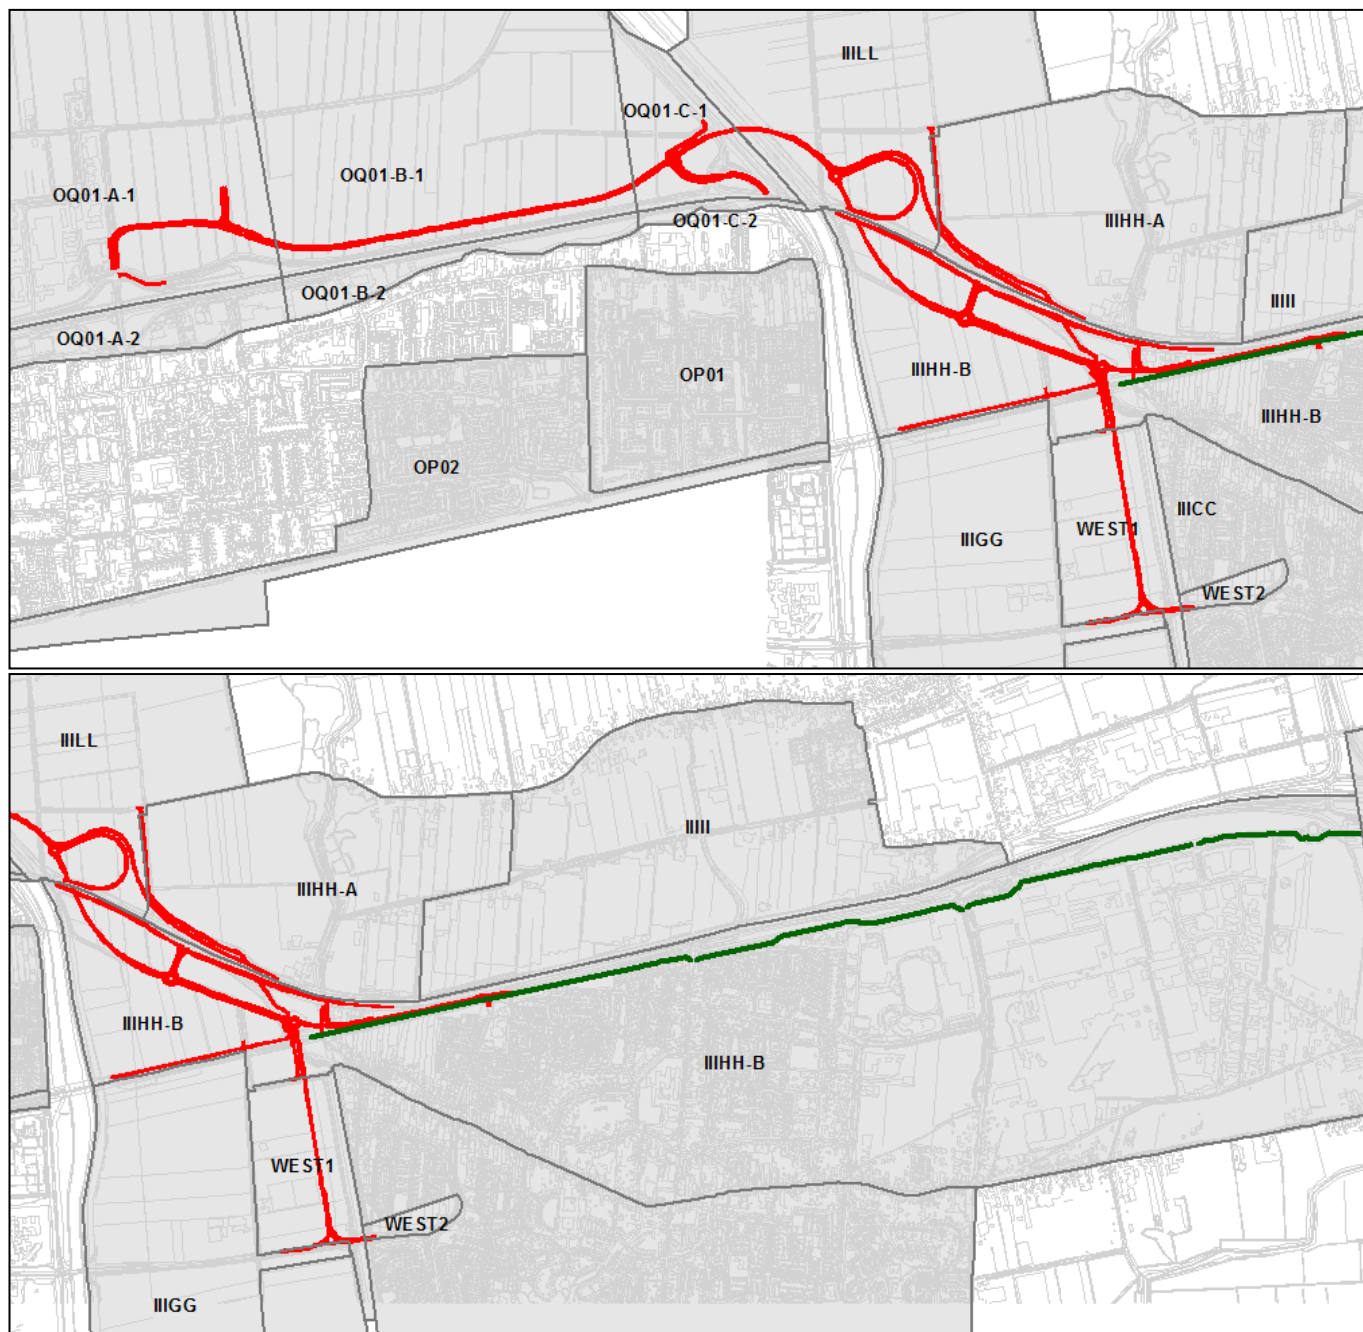 IIILL
OQ01-C-1
OQ01-B-1
OQ01-A-1
OQ01-C-2
IIIHH-A
OQ01-B-2
IIIII
OQ01-A-2
OP01
IIIHH-B
IIIHH-B
OP02
IIICC
WEST1
IIIGG
WEST2
IIILL
IIIII
IIIHH-A
IIIHH-B
IIIHH-B
WEST1
WEST2
IIIGG